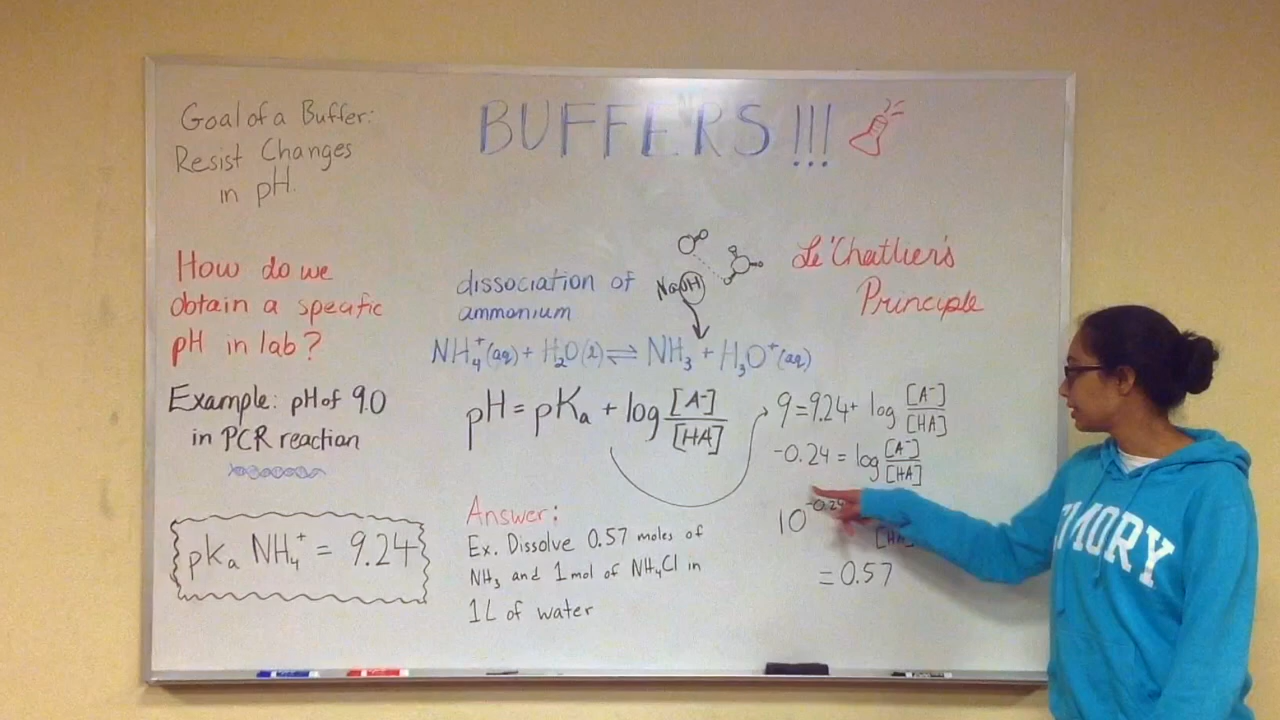 BUFFERS !!!
Goal of a Buffer:
Resist Changes
in pH.
How do we
obtain a specific
pH in lab?
Example: pH of 9.0
in PCR reaction
pKa NH₄⁺ = 9.24
dissociation of
ammonium
NaOH
NH₄⁺(aq) + H₂O(l) ⇌ NH₃ + H₃O⁺(aq)
pH = pKa + log [A⁻]/[HA]
Answer:
Ex. Dissolve 0.57 moles of
NH₃ and 1 mol of NH₄Cl in
1L of water
Le'Chatlier's
Principle
9 = 9.24 + log [A⁻]/[HA]
-0.24 = log [A⁻]/[HA]
10^-0.24
[HA]
= 0.57
EMORY